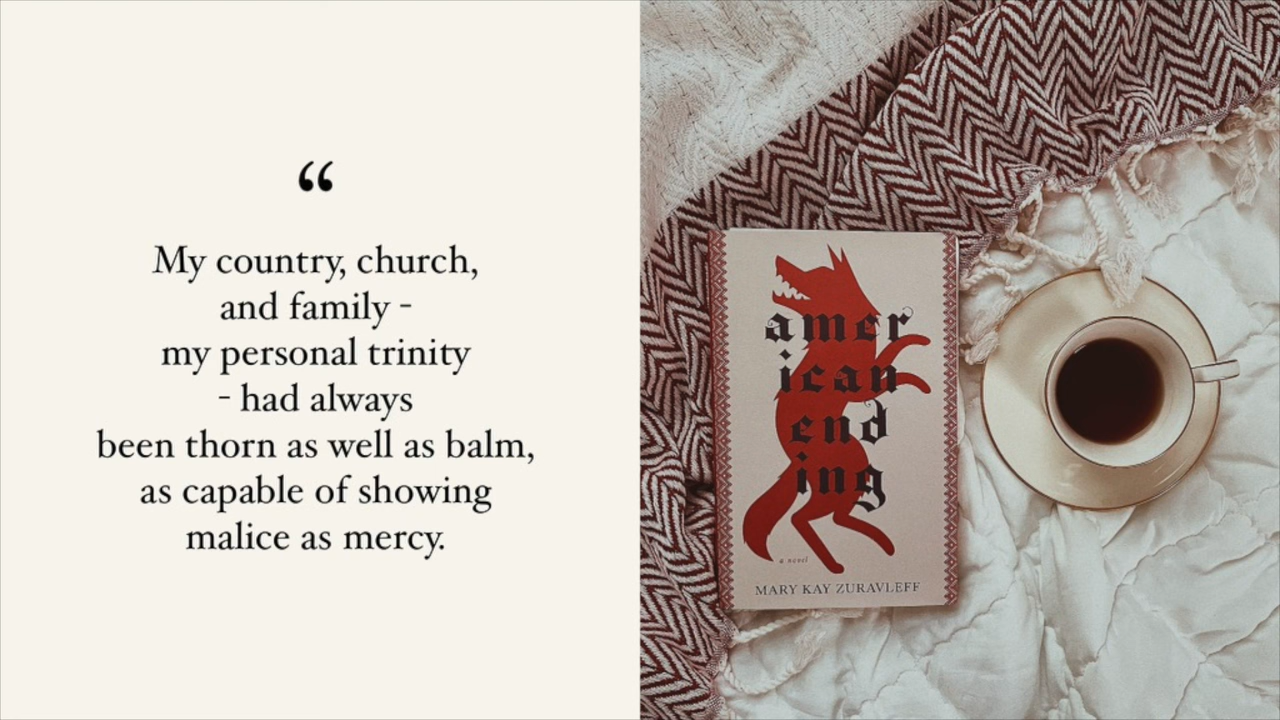 “
My country, church,
and family -
my personal trinity
- had always
been thorn as well as balm,
as capable of showing
malice as mercy.
amer
ican
end
ing
a novel
MARY KAY ZURAVLEFF